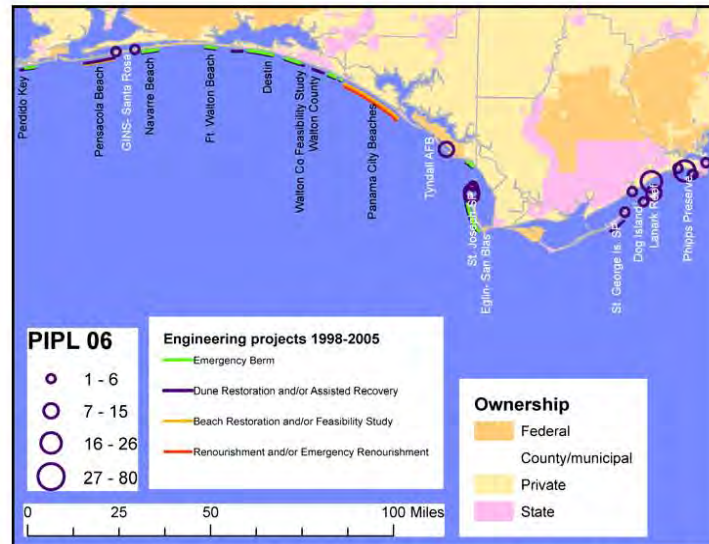 Perdido Key
Pensacola Beach
GINS- Santa Rosa
Navarre Beach
Ft. Walton Beach
Destin
Walton Co Feasibility Study
Walton County
Panama City Beaches
Tyndall AFB
St. Joseph SP
Eglin- San Blas
St. George Is. SP
Dog Island
Lanark Reef
Phipps Preserve
PIPL 06
1 - 6
7 - 15
16 - 26
27 - 80
Engineering projects 1998-2005
Emergency Berm
Dune Restoration and/or Assisted Recovery
Beach Restoration and/or Feasibility Study
Renourishment and/or Emergency Renourishment
Ownership
Federal
County/municipal
Private
State
0 25 50 100 Miles